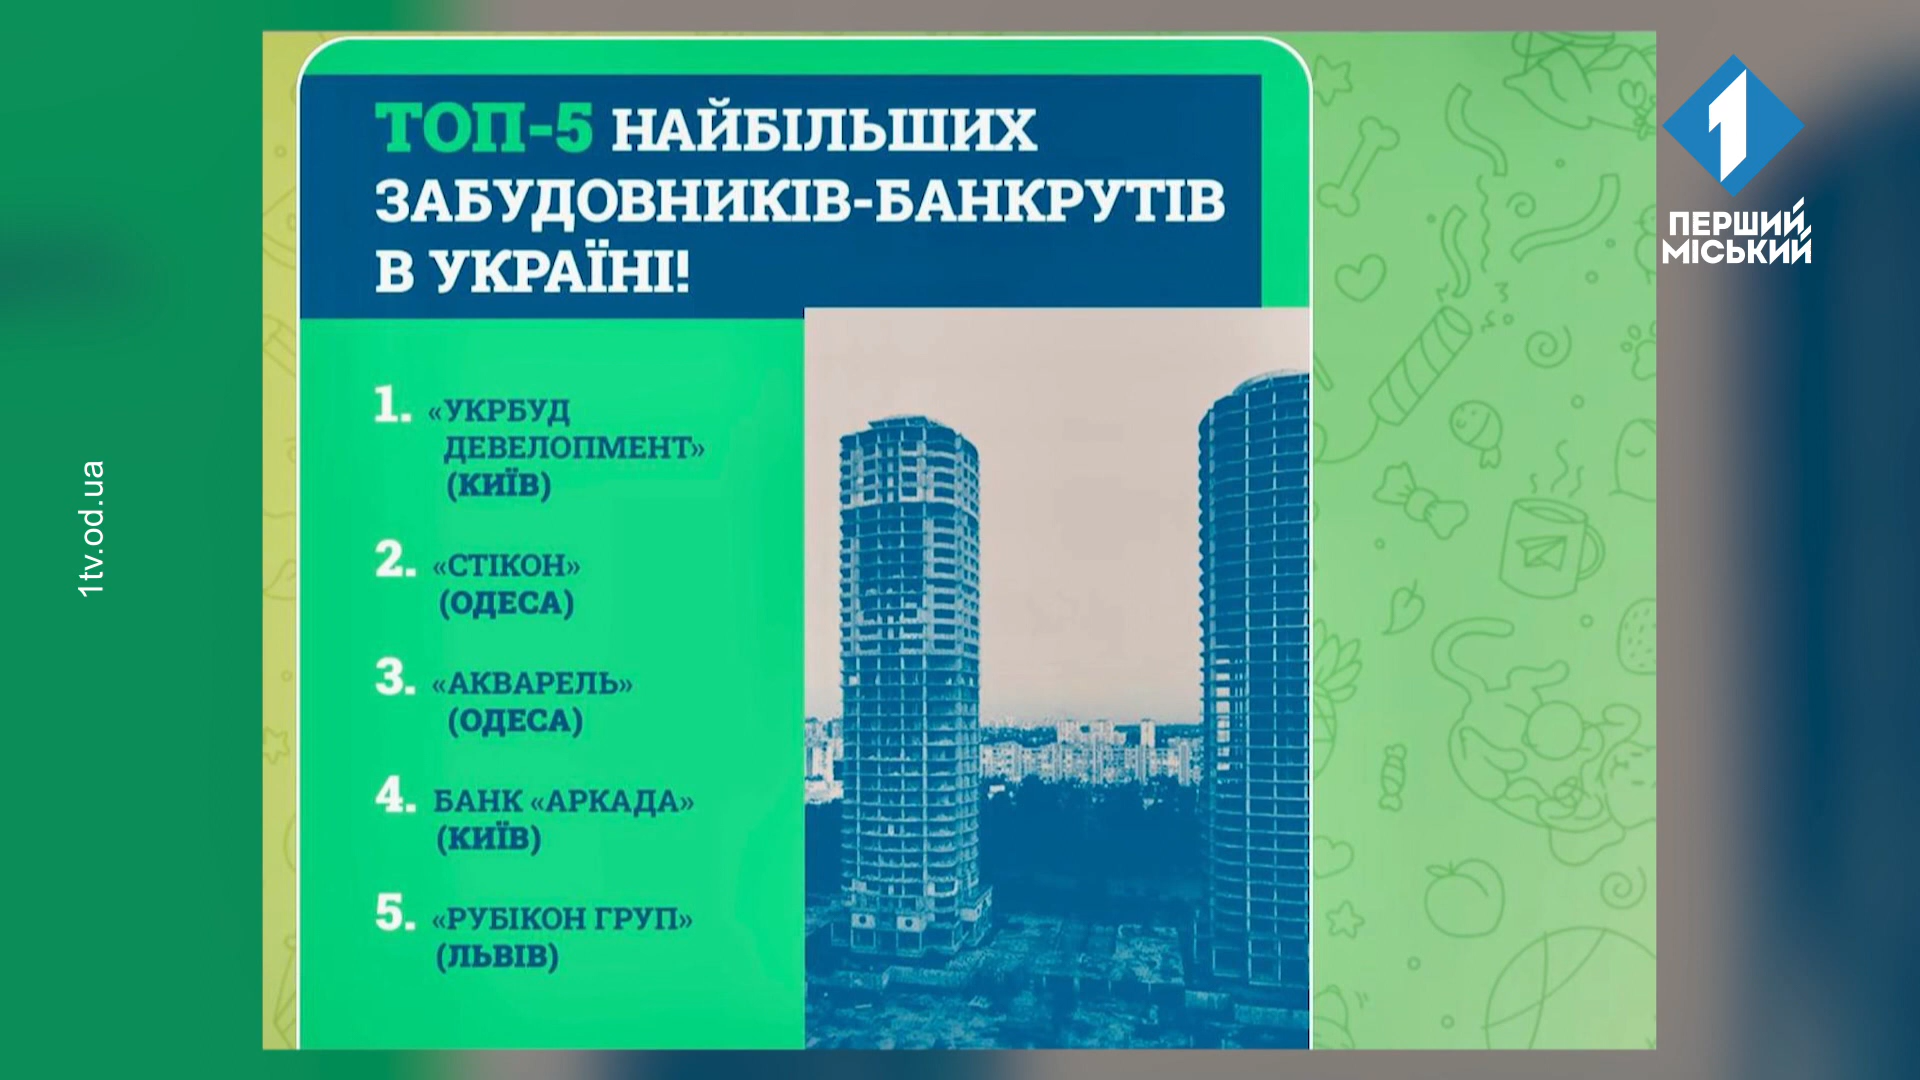 ТОП-5 НАЙБІЛЬШИХ
ЗАБУДОВНИКІВ-БАНКРУТІВ
В УКРАЇНІ!
1. «УКРБУД
ДЕВЕЛОПМЕНТ»
(КИЇВ)
2. «СТІКОН»
(ОДЕСА)
3. «АКВАРЕЛЬ»
(ОДЕСА)
4. БАНК «АРКАДА»
(КИЇВ)
5. «РУБІКОН ГРУП»
(ЛЬВІВ)
1
ПЕРШИЙ
МІСЬКИЙ
1tv.od.ua